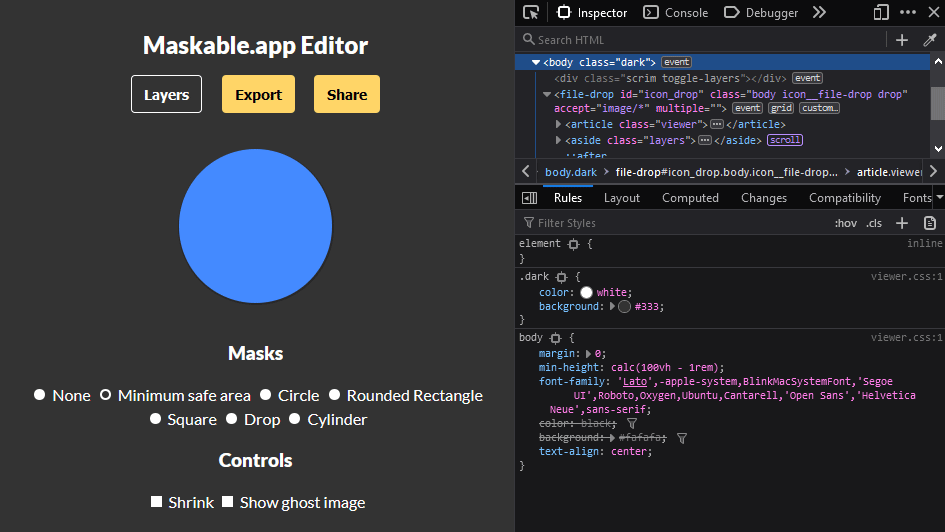 Maskable.app Editor
Layers Export Share
Masks
None Minimum safe area Circle Rounded Rectangle
Square Drop Cylinder
Controls
Shrink Show ghost image
Inspector Console Debugger
Search HTML
<body class="dark"> event
<div class="scrim toggle-layers"></div> event
<file-drop id="icon_drop" class="body icon__file-drop drop"
accept="image/*" multiple=""> event grid custom…
<article class="viewer"> ⋯ </article>
<aside class="layers"> ⋯ </aside> scroll
::after
body.dark file-drop#icon_drop.body.icon__file-drop... article.viewer
Rules Layout Computed Changes Compatibility Fonts
Filter Styles :hov .cls
element { inline
}
.dark { viewer.css:1
color: white;
background: #333;
}
body { viewer.css:1
margin: 0;
min-height: calc(100vh - 1rem);
font-family: 'Lato',-apple-system,BlinkMacSystemFont,'Segoe
UI',Roboto,Oxygen,Ubuntu,Cantarell,'Open Sans','Helvetica
Neue',sans-serif;
color: black;
background: #fafafa;
text-align: center;
}